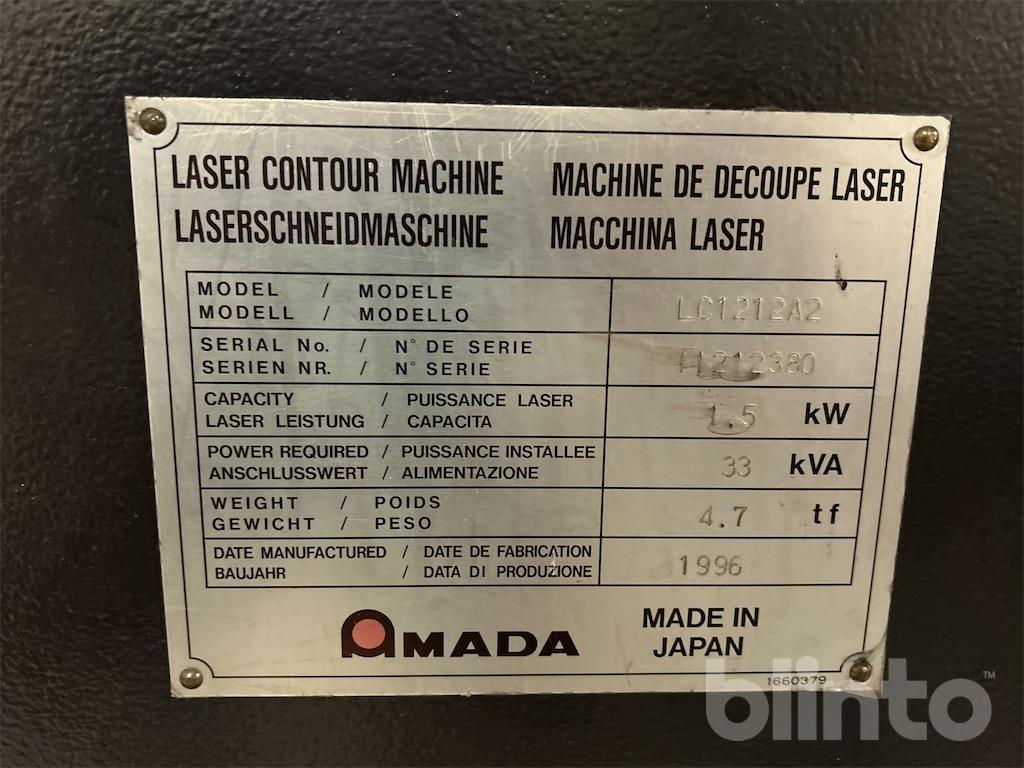 LASER CONTOUR MACHINE MACHINE DE DECOUPE LASER
LASERSCHNEIDMASCHINE MACCHINA LASER
MODEL / MODELE
MODELL / MODELLO
LC1212A2
SERIAL No. / N° DE SERIE
SERIEN NR. / N° SERIE
CAPACITY / PUISSANCE LASER
LASER LEISTUNG / CAPACITA
1.5 kW
POWER REQUIRED / PUISSANCE INSTALLEE
ANSCHLUSSWERT / ALIMENTAZIONE
33 kVA
WEIGHT / POIDS
GEWICHT / PESO
4.7 tf
DATE MANUFACTURED / DATE DE FABRICATION
BAUJAHR / DATA DI PRODUZIONE
1996
AMADA
MADE IN
JAPAN
1660379
blinto™